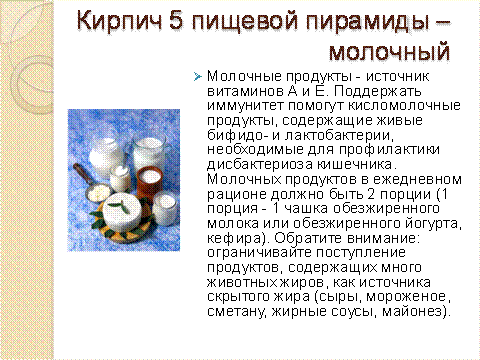 Кирпич 5 пищевой пирамиды –
молочный
Молочные продукты - источник
витаминов А и Е. Поддержать
иммунитет помогут кисломолочные
продукты, содержащие живые
бифидо- и лактобактерии,
необходимые для профилактики
дисбактериоза кишечника.
Молочных продуктов в ежедневном
рационе должно быть 2 порции (1
порция - 1 чашка обезжиренного
молока или обезжиренного йогурта,
кефира). Обратите внимание:
ограничивайте поступление
продуктов, содержащих много
животных жиров, как источника
скрытого жира (сыры, мороженое,
сметану, жирные соусы, майонез).